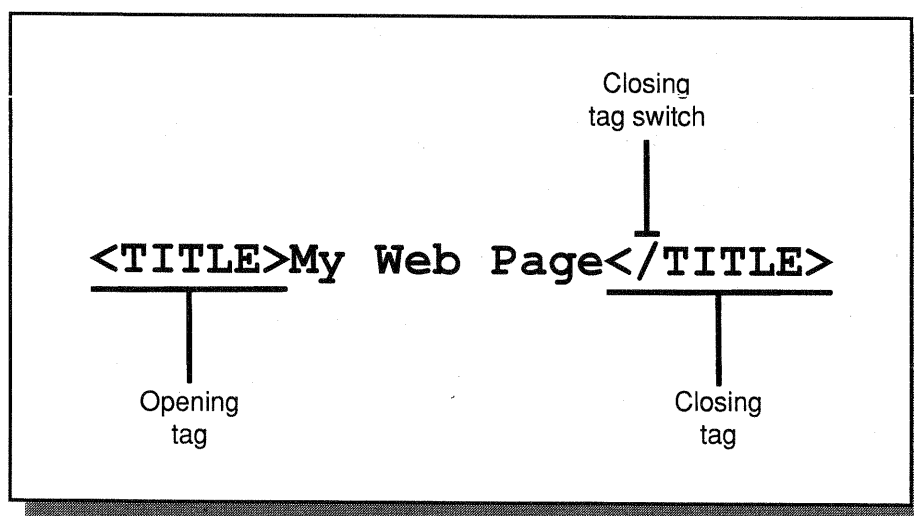 Closing
tag switch
<TITLE>My Web Page</TITLE>
Opening
tag
Closing
tag